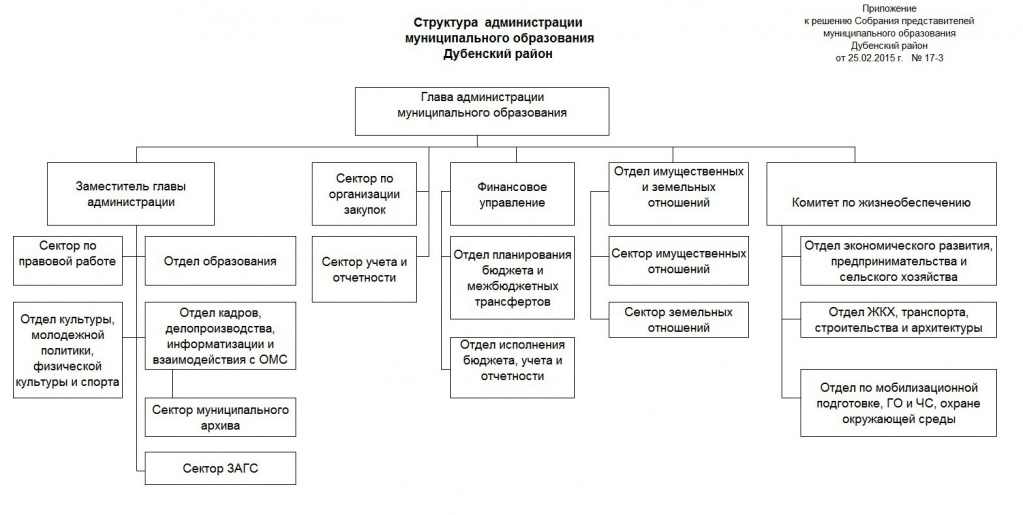 Структура администрации
муниципального образования
Дубенский район
Приложение
к решению Собрания представителей
муниципального образования
Дубенский район
от 25.02.2015 г. № 17-3
Глава администрации
муниципального образования
Заместитель главы
администрации
Сектор по
организации
закупок
Финансовое
управление
Отдел имущественных
и земельных
отношений
Комитет по жизнеобеспечению
Сектор по
правовой работе
Отдел образования
Сектор учета и
отчетности
Отдел планирования
бюджета и
межбюджетных
трансфертов
Сектор имущественных
отношений
Отдел экономического развития,
предпринимательства и
сельского хозяйства
Отдел культуры,
молодежной
политики,
физической
культуры и спорта
Отдел кадров,
делопроизводства,
информатизации и
взаимодействия с ОМС
Отдел исполнения
бюджета, учета и
отчетности
Сектор земельных
отношений
Отдел ЖКХ, транспорта,
строительства и архитектуры
Сектор муниципального
архива
Отдел по мобилизационной
подготовке, ГО и ЧС, охране
окружающей среды
Сектор ЗАГС